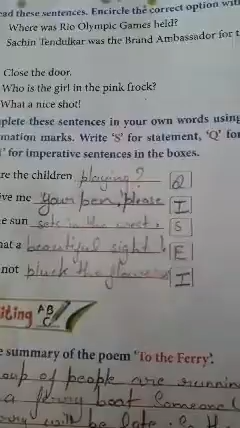 ead these sentences. Encircle the correct option wit
Where was Rio Olympic Games held?
Sachin Tendulkar was the Brand Ambassador for t
Close the door.
Who is the girl in the pink frock?
What a nice shot!
plete these sentences in your own words using
mation marks. Write 'S' for statement, 'Q' for
' for imperative sentences in the boxes.
re the children playing? Q
ve me your pen, please I
e sun sets in the west. S
hat a beautiful sight! E
not pluck the flowers I
iting ABC
e summary of the poem 'To the Ferry'.
oup of people are runnin
a ferry boat Someone
will be late.